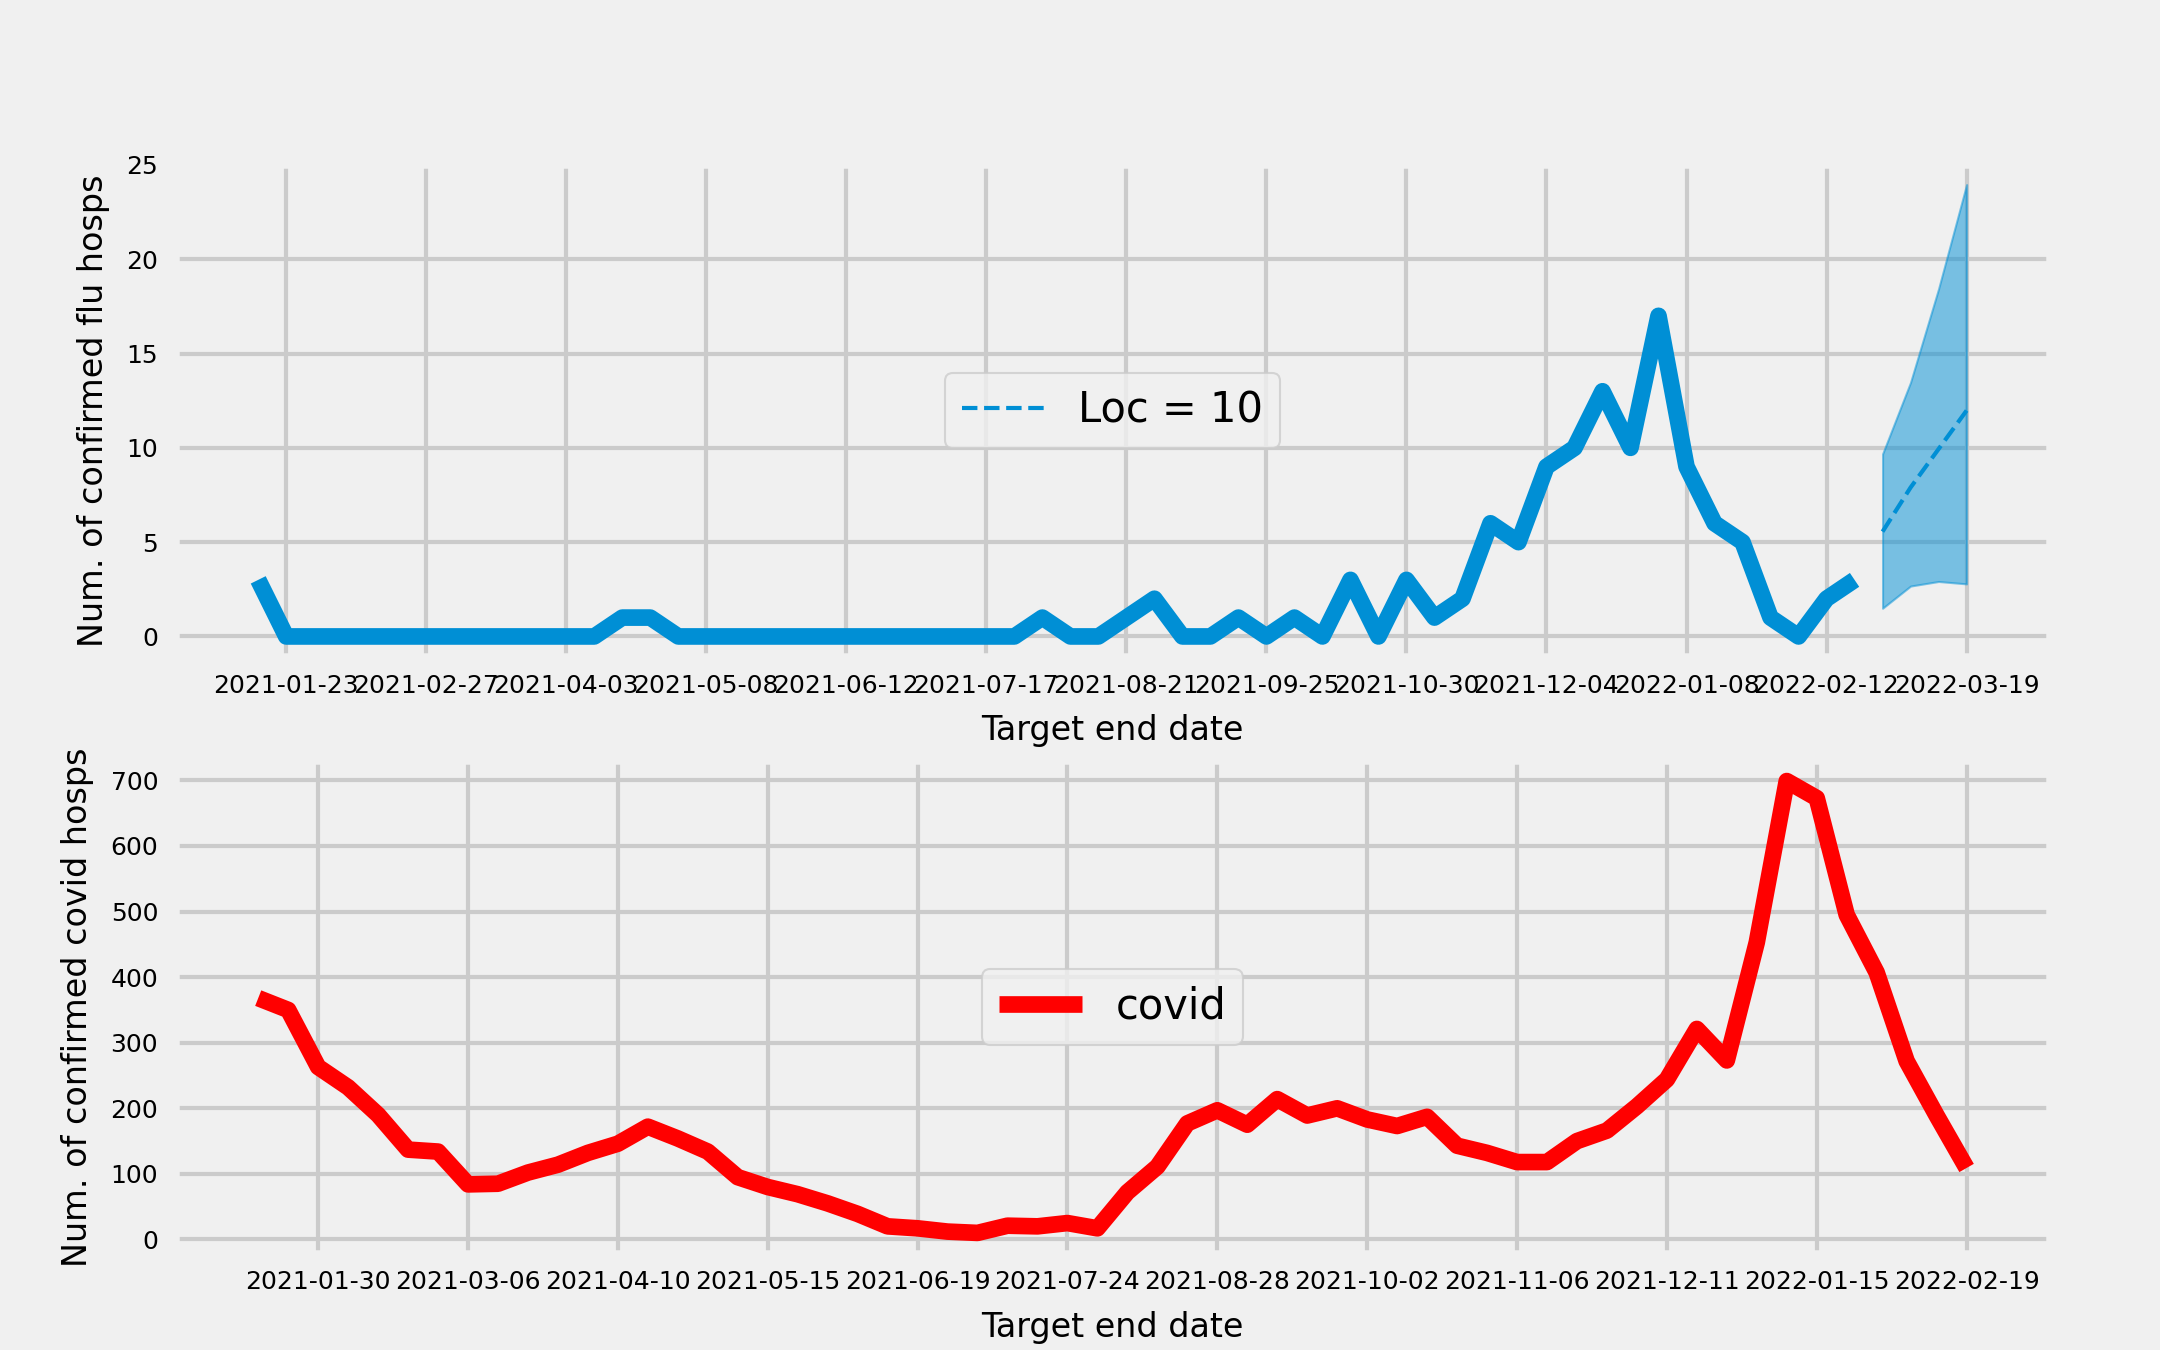 Num. of confirmed flu hosps
25
20
15
10
5
0
Loc = 10
2021-01-23 2021-02-27 2021-04-03 2021-05-08 2021-06-12 2021-07-17 2021-08-21 2021-09-25 2021-10-30 2021-12-04 2022-01-08 2022-02-12 2022-03-19
Target end date
Num. of confirmed covid hosps
700
600
500
400
300
200
100
0
covid
2021-01-30 2021-03-06 2021-04-10 2021-05-15 2021-06-19 2021-07-24 2021-08-28 2021-10-02 2021-11-06 2021-12-11 2022-01-15 2022-02-19
Target end date